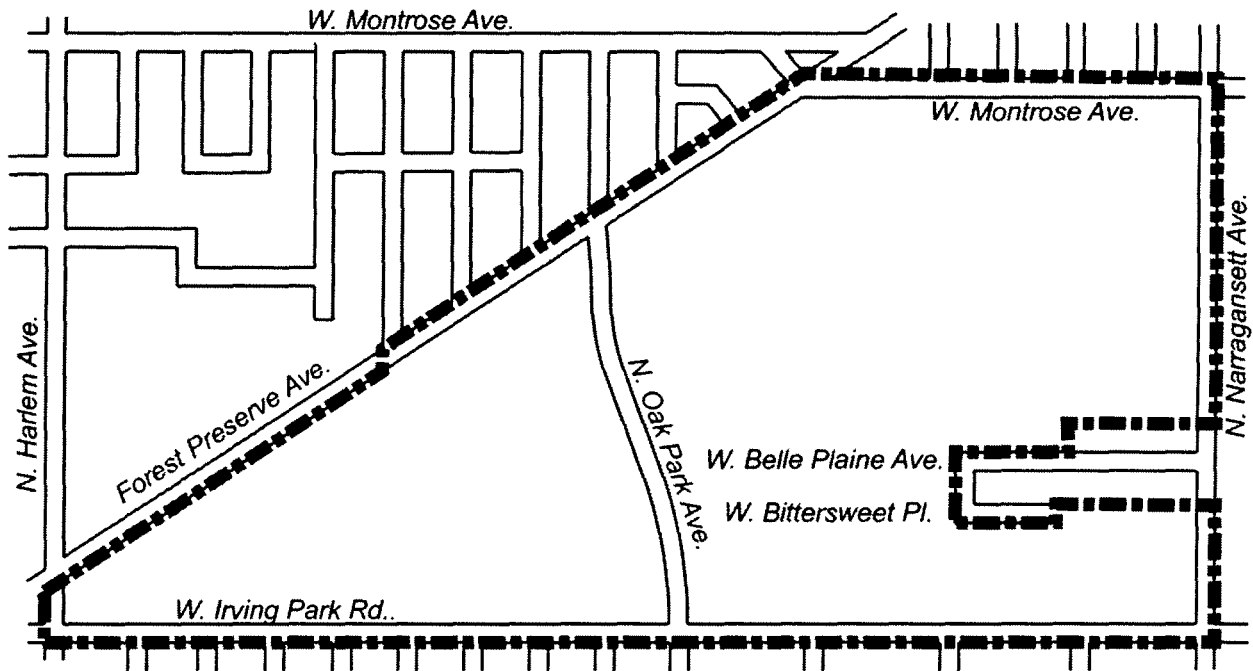 W. Montrose Ave.
W. Montrose Ave.
N. Harlem Ave.
Forest Preserve Ave.
N. Oak Park Ave.
N. Narragansett Ave.
W. Belle Plaine Ave.
W. Bittersweet Pl.
W. Irving Park Rd..